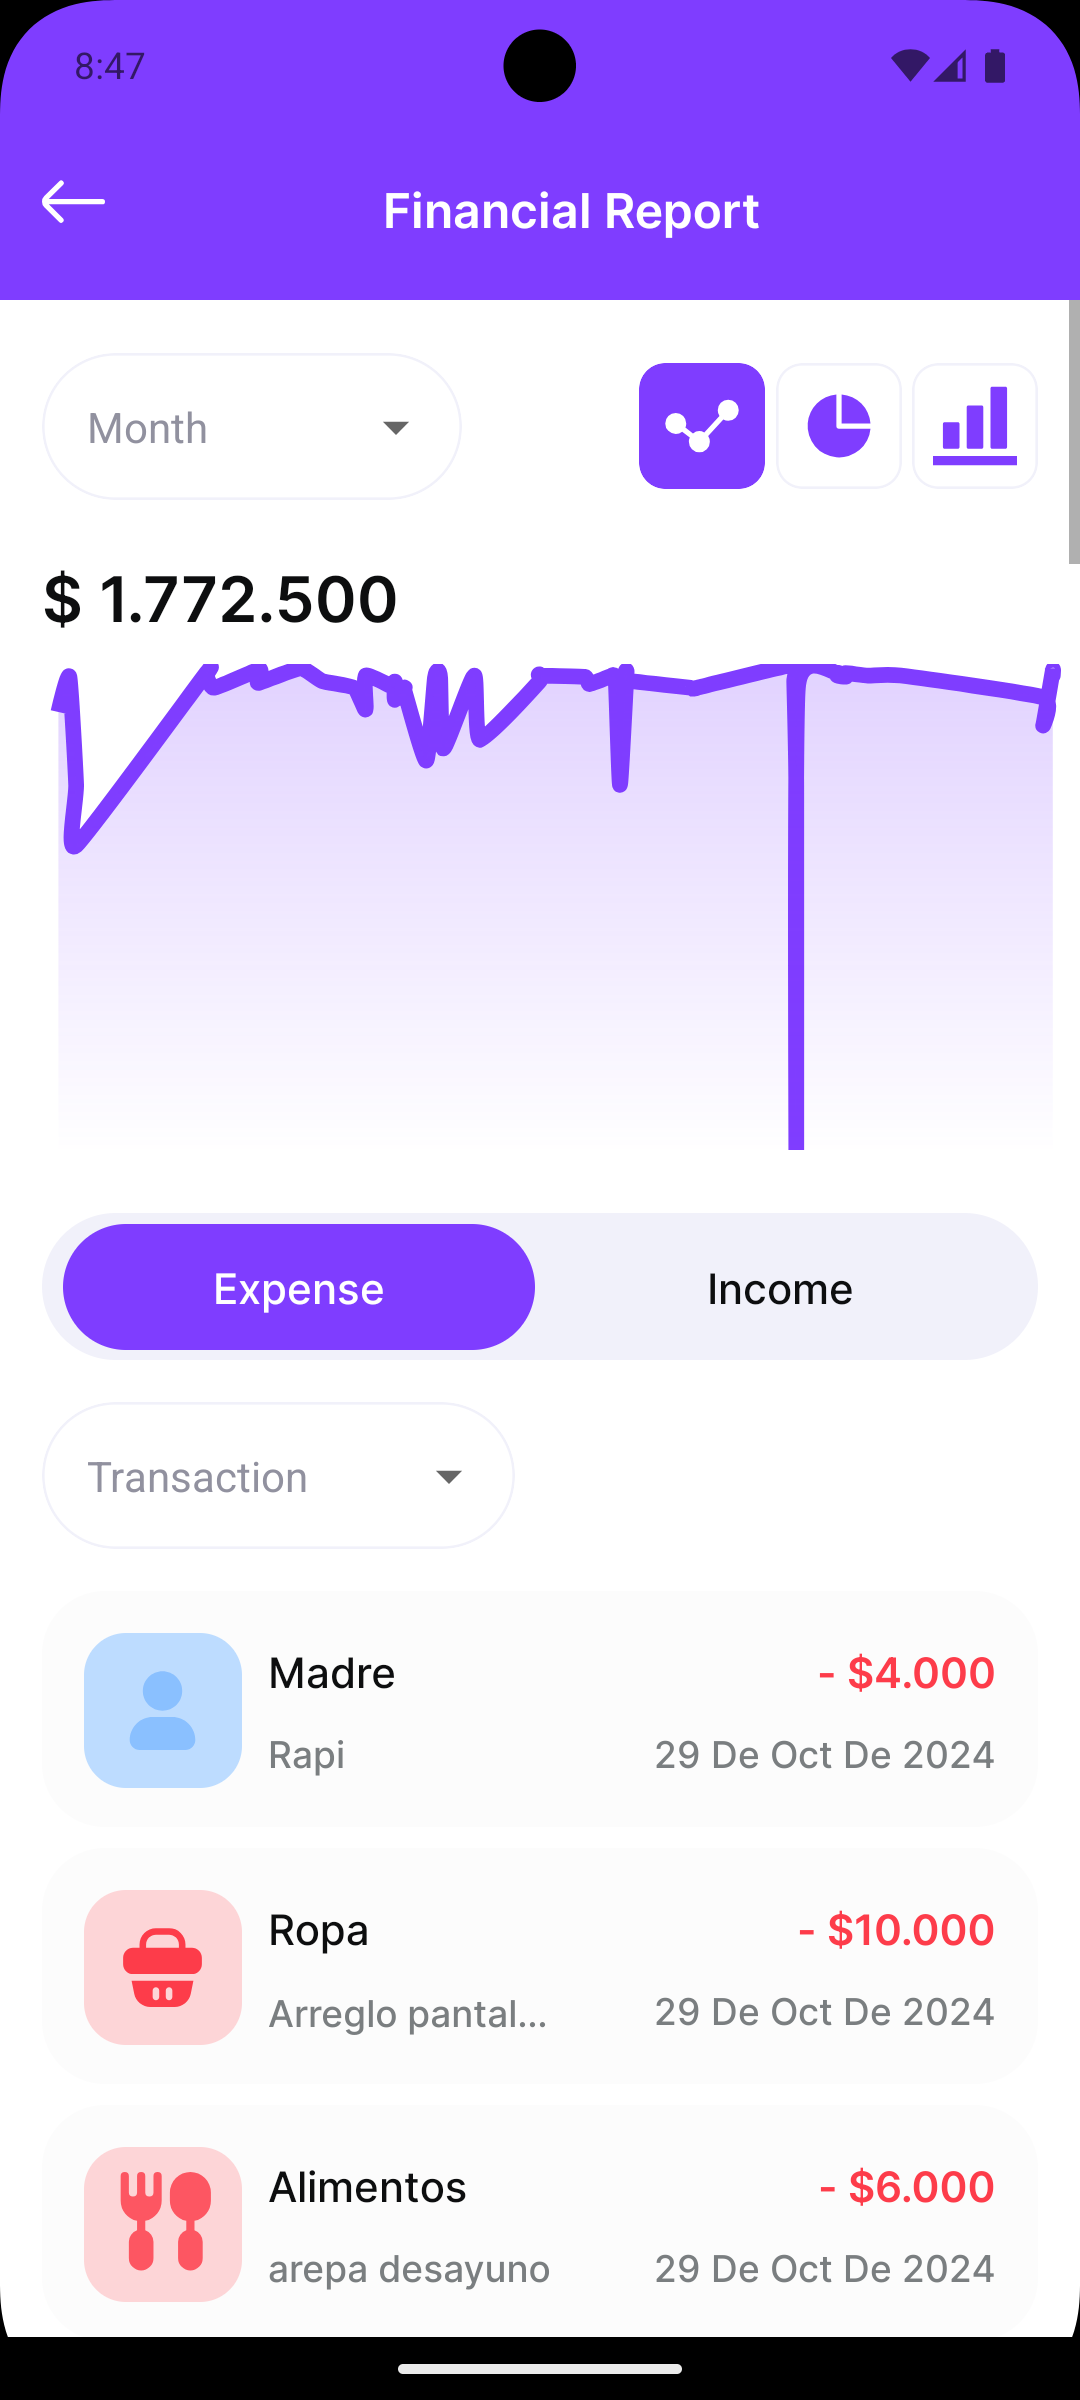 8:47
Financial Report
Month
$ 1.772.500
Expense
Income
Transaction
Madre
- $4.000
Rapi
29 De Oct De 2024
Ropa
- $10.000
Arreglo pantal...
29 De Oct De 2024
Alimentos
- $6.000
arepa desayuno
29 De Oct De 2024